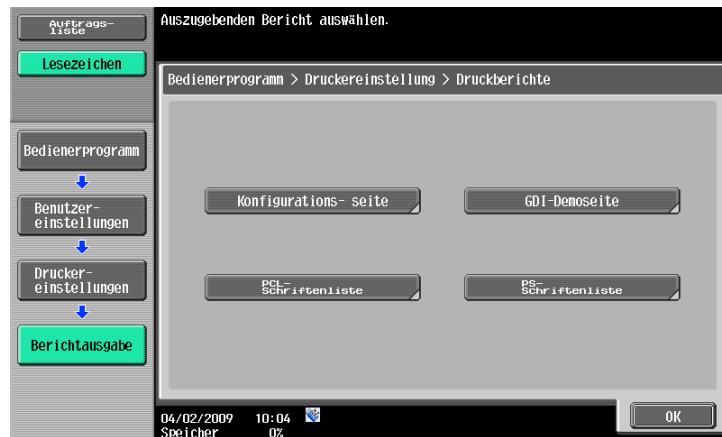 Auftrags-
liste
Auszugebenden Bericht auswählen.
Lesezeichen
Bedienerprogramm > Druckereinstellung > Druckberichte
Bedienerprogramm
Benutzer-
einstellungen
Drucker-
einstellungen
Berichtausgabe
Konfigurations- seite
GDI-Demoseite
PCL-
Schriftenliste
PS-
Schriftenliste
04/02/2009 10:04
Speicher 0%
OK